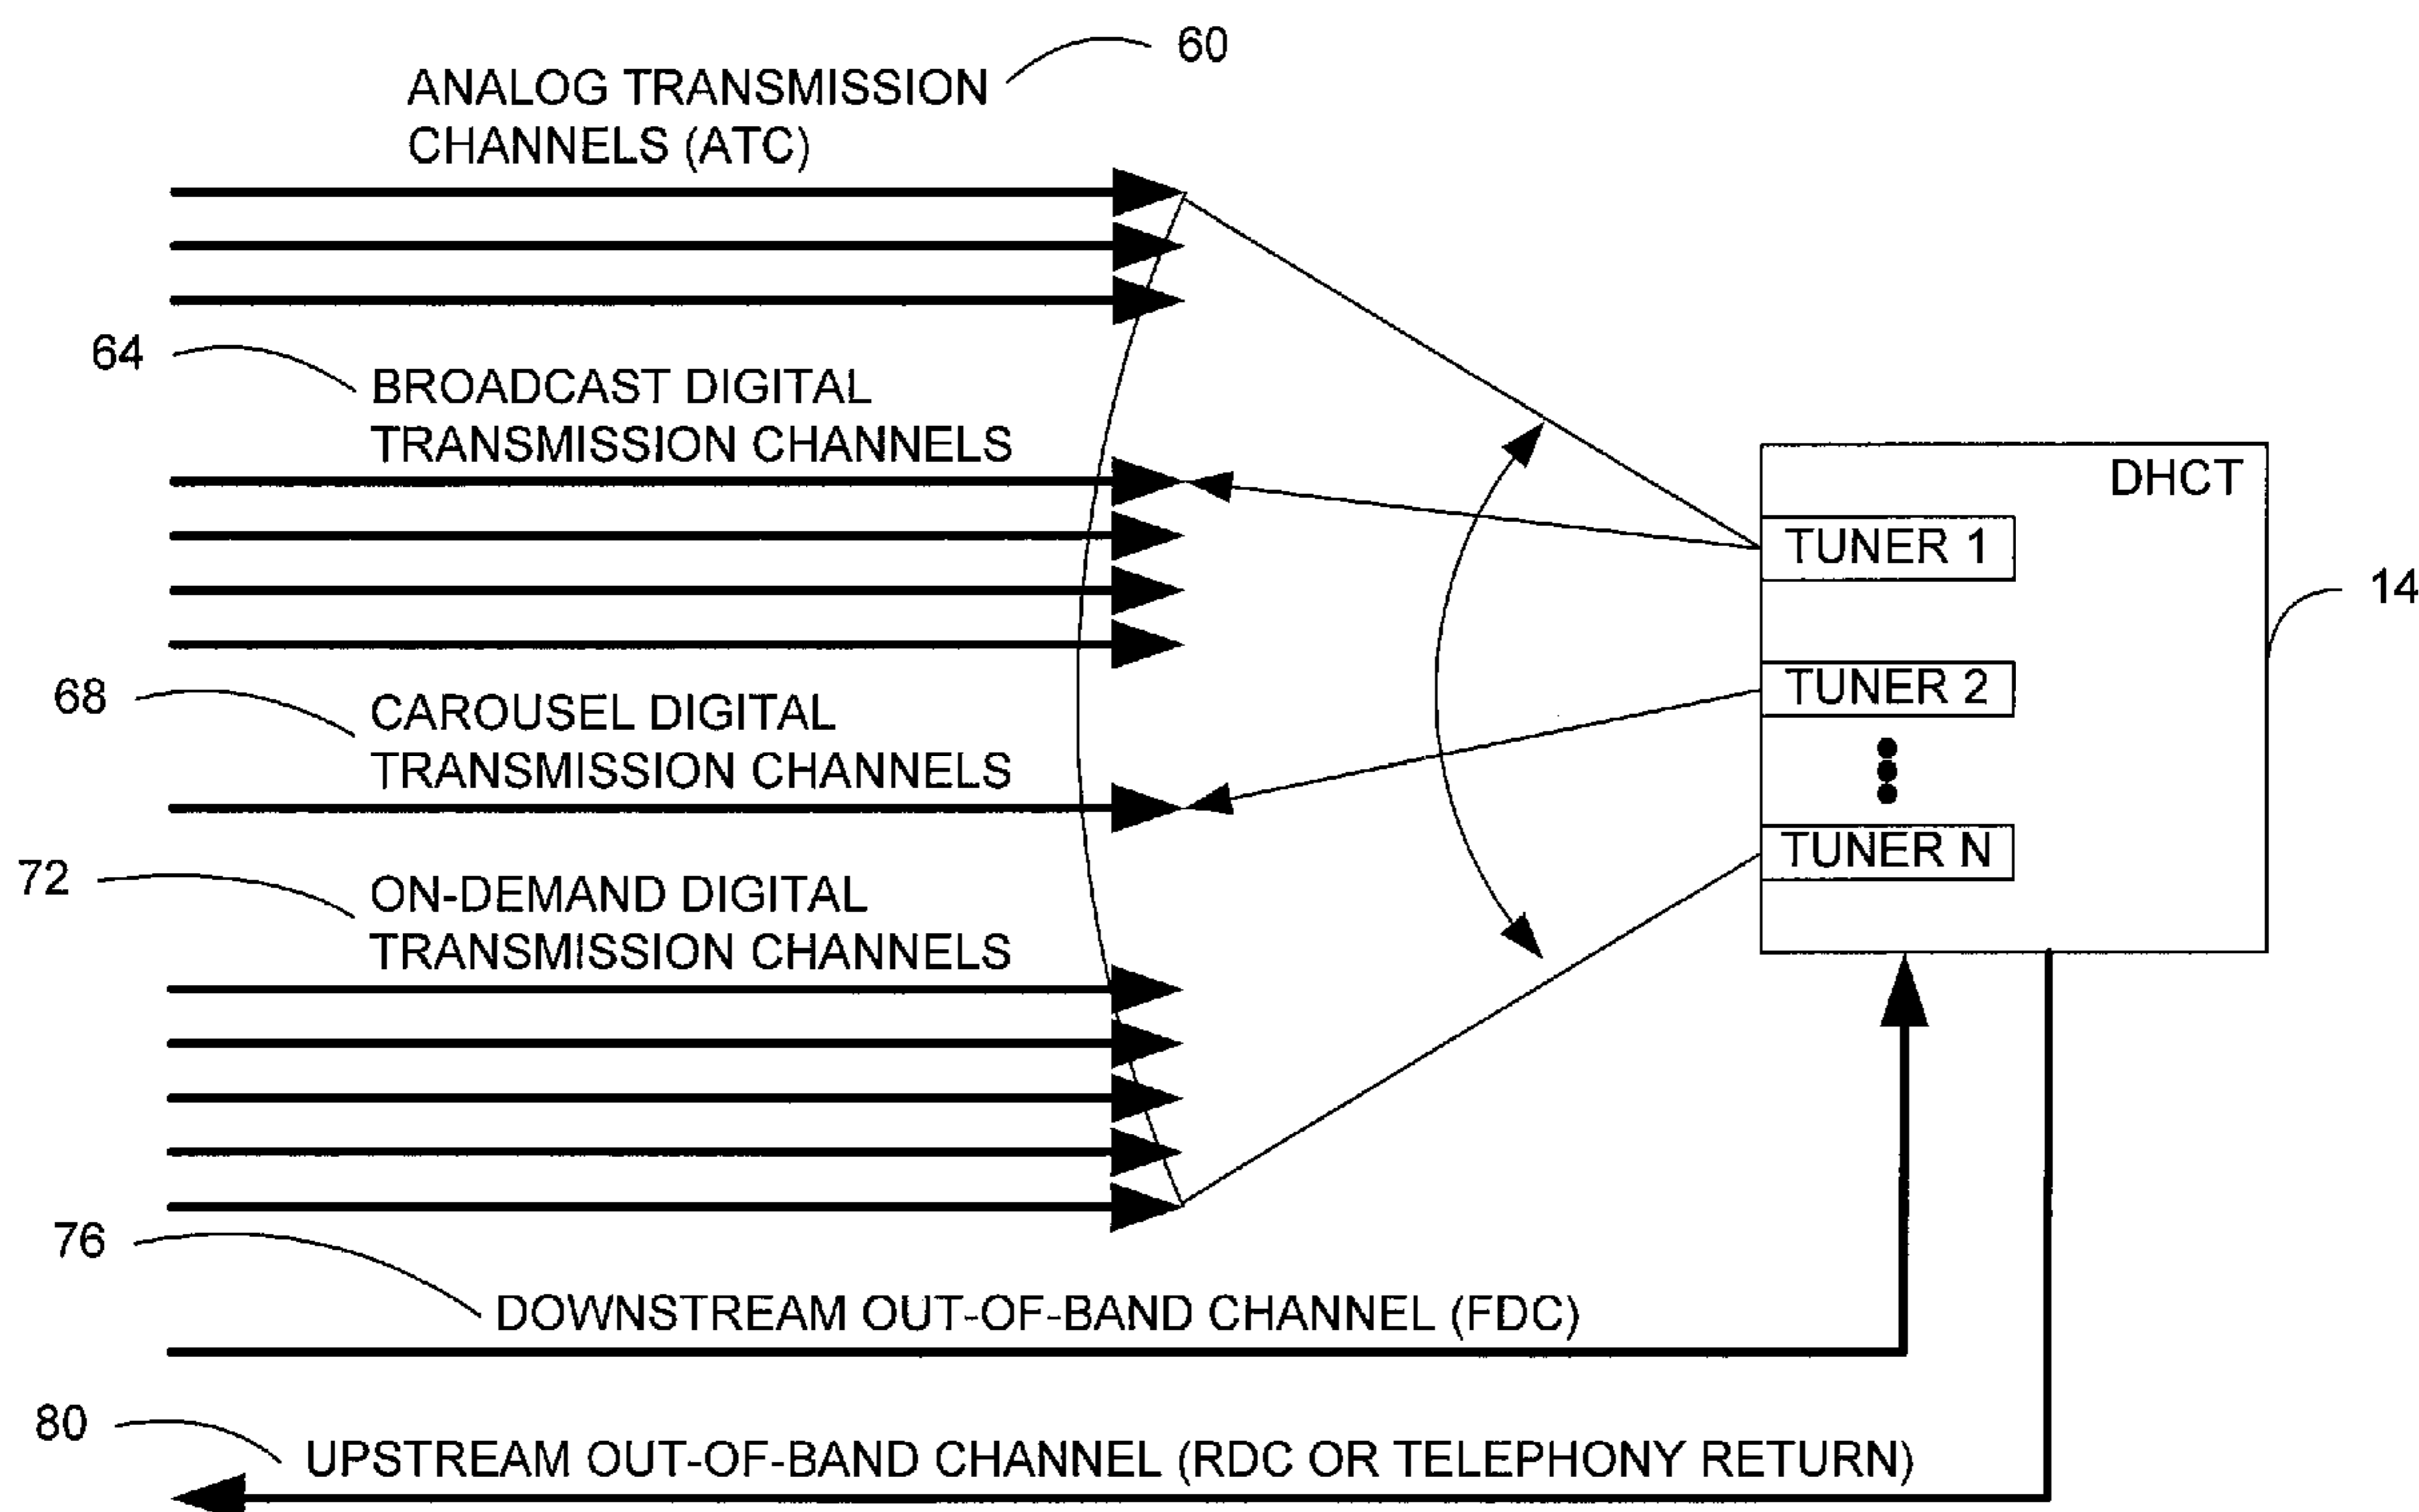 60
ANALOG TRANSMISSION
CHANNELS (ATC)
64
BROADCAST DIGITAL
TRANSMISSION CHANNELS
DHCT
TUNER 1
14
TUNER 2
68
CAROUSEL DIGITAL
TRANSMISSION CHANNELS
TUNER N
72
ON-DEMAND DIGITAL
TRANSMISSION CHANNELS
76
DOWNSTREAM OUT-OF-BAND CHANNEL (FDC)
80
UPSTREAM OUT-OF-BAND CHANNEL (RDC OR TELEPHONY RETURN)